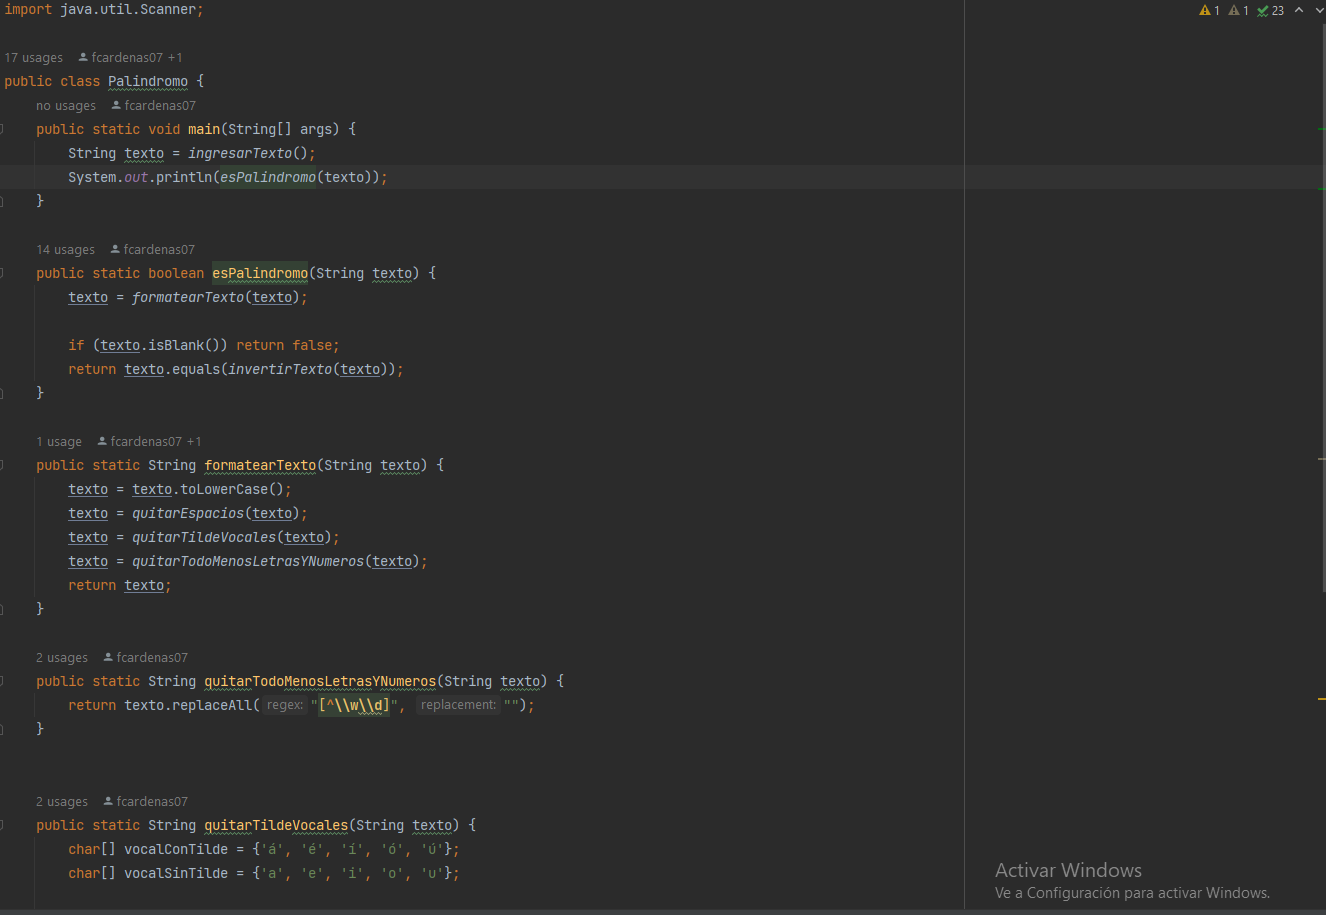 import java.util.Scanner;
1 1 23
17 usages fcardenas07 +1
public class Palindromo {
no usages fcardenas07
public static void main(String[] args) {
String texto = ingresarTexto();
System.out.println(esPalindromo(texto));
}
14 usages fcardenas07
public static boolean esPalindromo(String texto) {
texto = formatearTexto(texto);
if (texto.isBlank()) return false;
return texto.equals(invertirTexto(texto));
}
1 usage fcardenas07 +1
public static String formatearTexto(String texto) {
texto = texto.toLowerCase();
texto = quitarEspacios(texto);
texto = quitarTildeVocales(texto);
texto = quitarTodoMenosLetrasYNumeros(texto);
return texto;
}
2 usages fcardenas07
public static String quitarTodoMenosLetrasYNumeros(String texto) {
return texto.replaceAll( regex: "[^\\w\\d]", replacement: "");
}
2 usages fcardenas07
public static String quitarTildeVocales(String texto) {
char[] vocalConTilde = {'á', 'é', 'í', 'ó', 'ú'};
char[] vocalSinTilde = {'a', 'e', 'i', 'o', 'u'};
Activar Windows
Ve a Configuración para activar Windows.